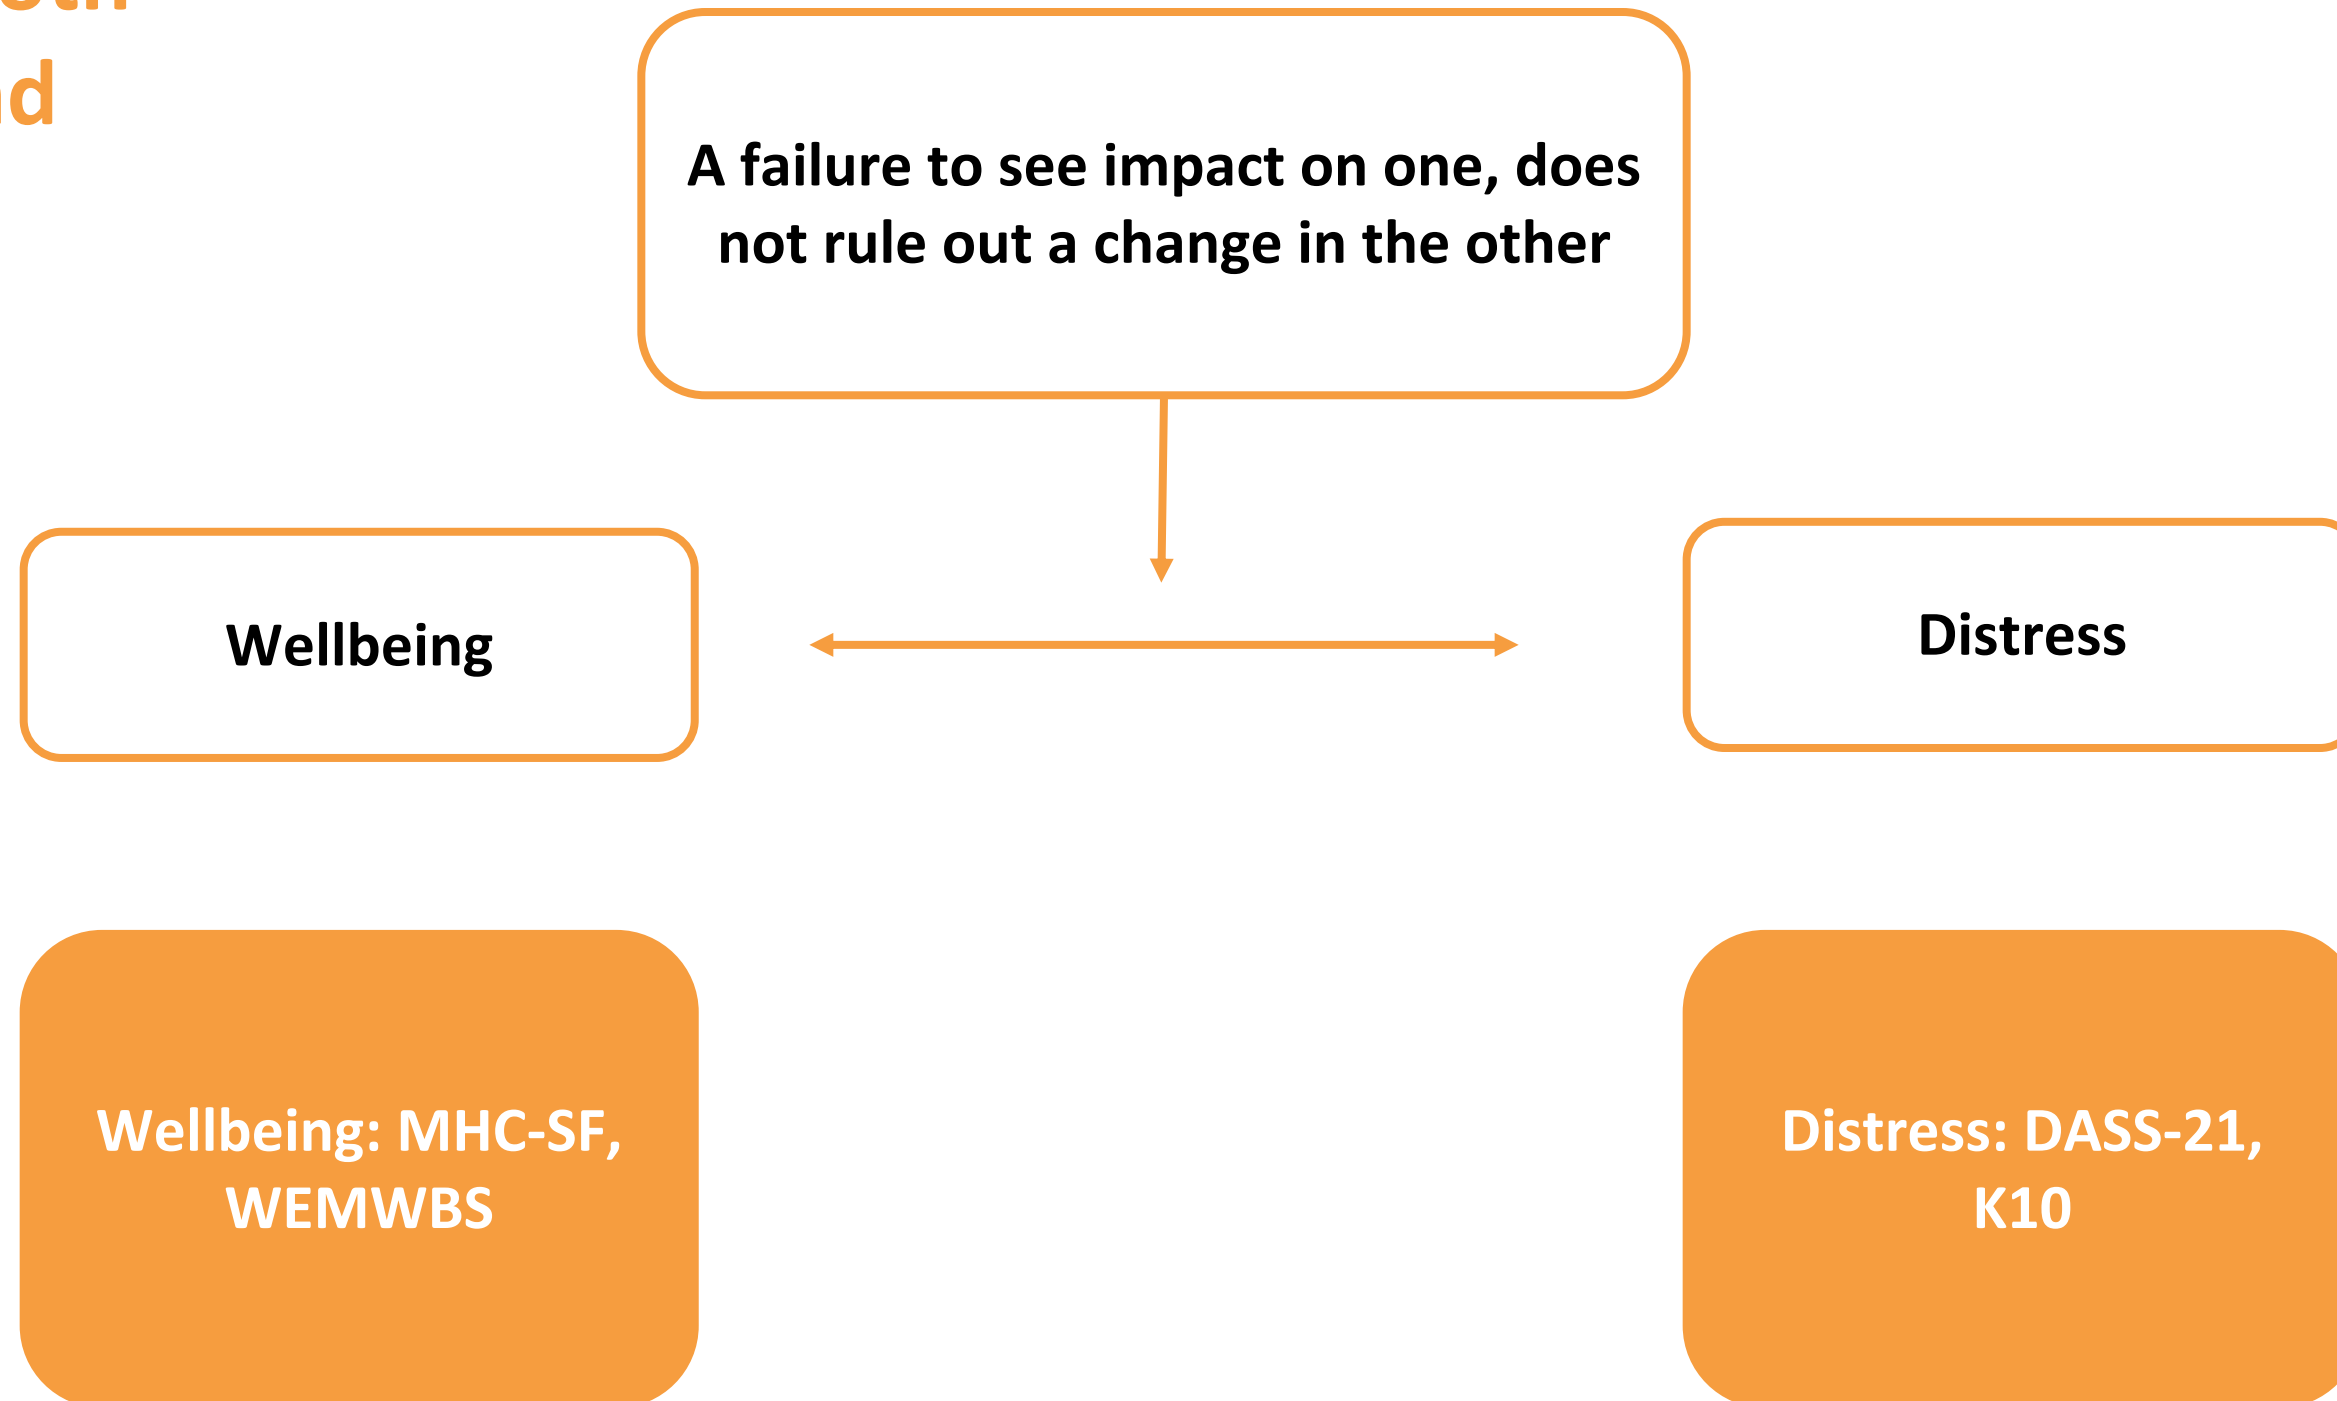 A failure to see impact on one, does
not rule out a change in the other
Wellbeing
Distress
Wellbeing: MHC-SF,
WEMWBS
Distress: DASS-21,
K10